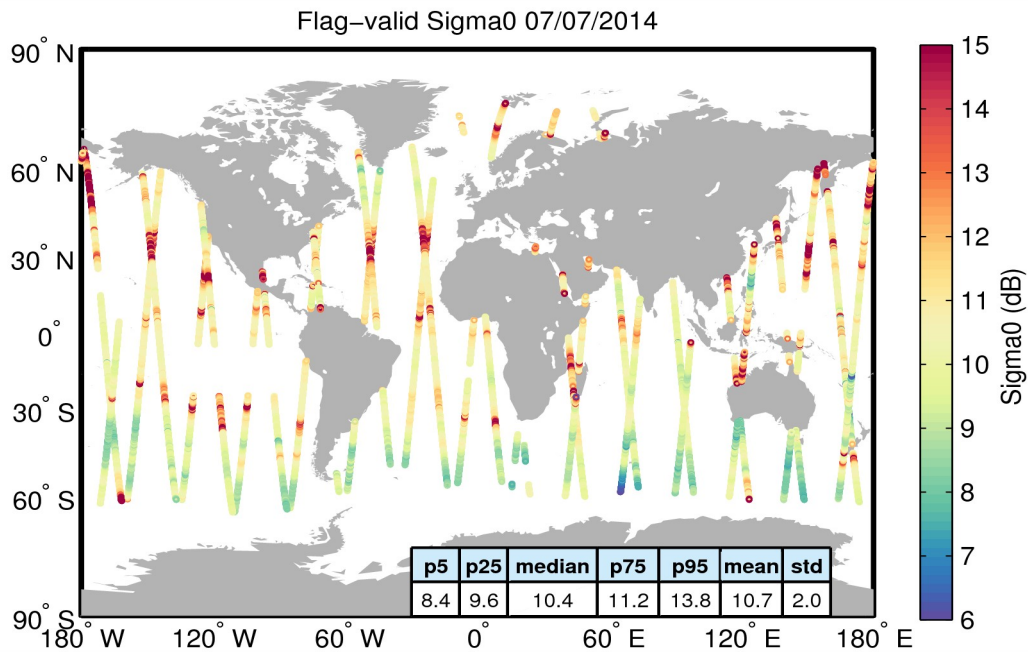 Flag−valid Sigma0 07/07/2014
90° N
60° N
30° N
0°
30° S
60° S
90° S
180° W
120° W
60° W
0°
60° E
120° E
180° E
p5 p25 median p75 p95 mean std
8.4 9.6 10.4 11.2 13.8 10.7 2.0
15
14
13
12
11
10
9
8
7
6
Sigma0 (dB)